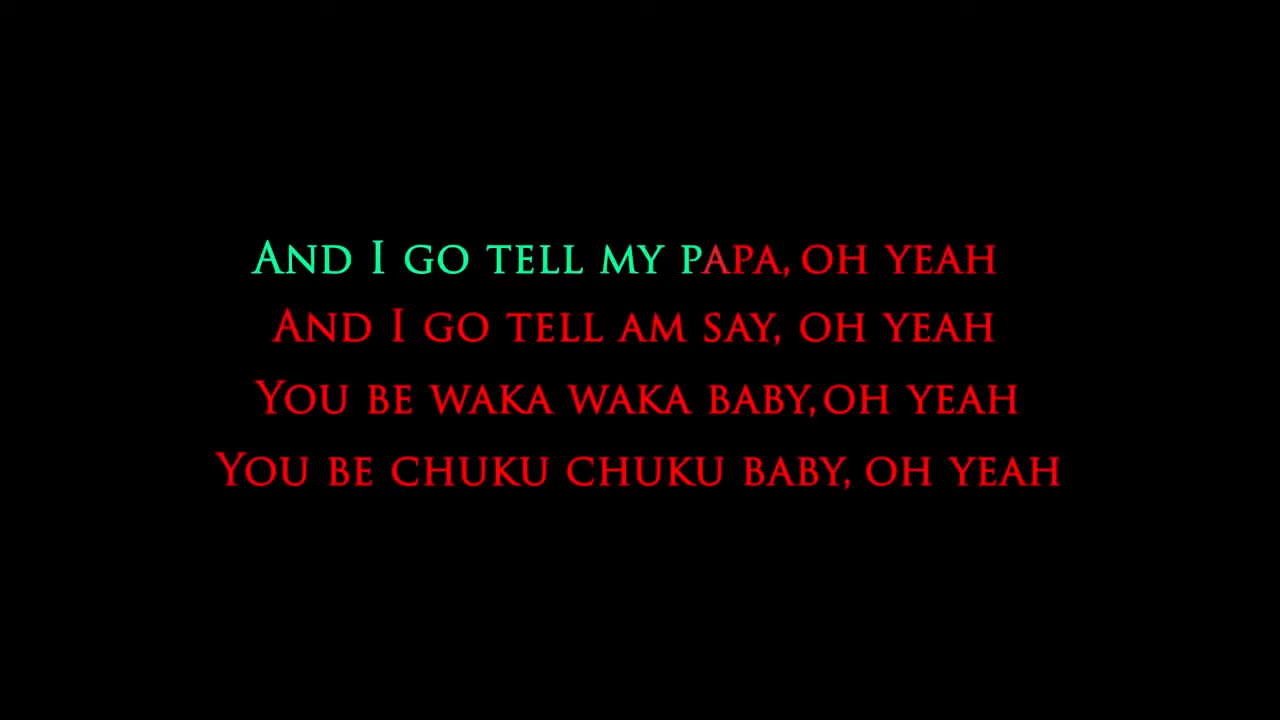 And I go tell my papa, oh yeah
And I go tell am say, oh yeah
You be waka waka baby, oh yeah
You be chuku chuku baby, oh yeah